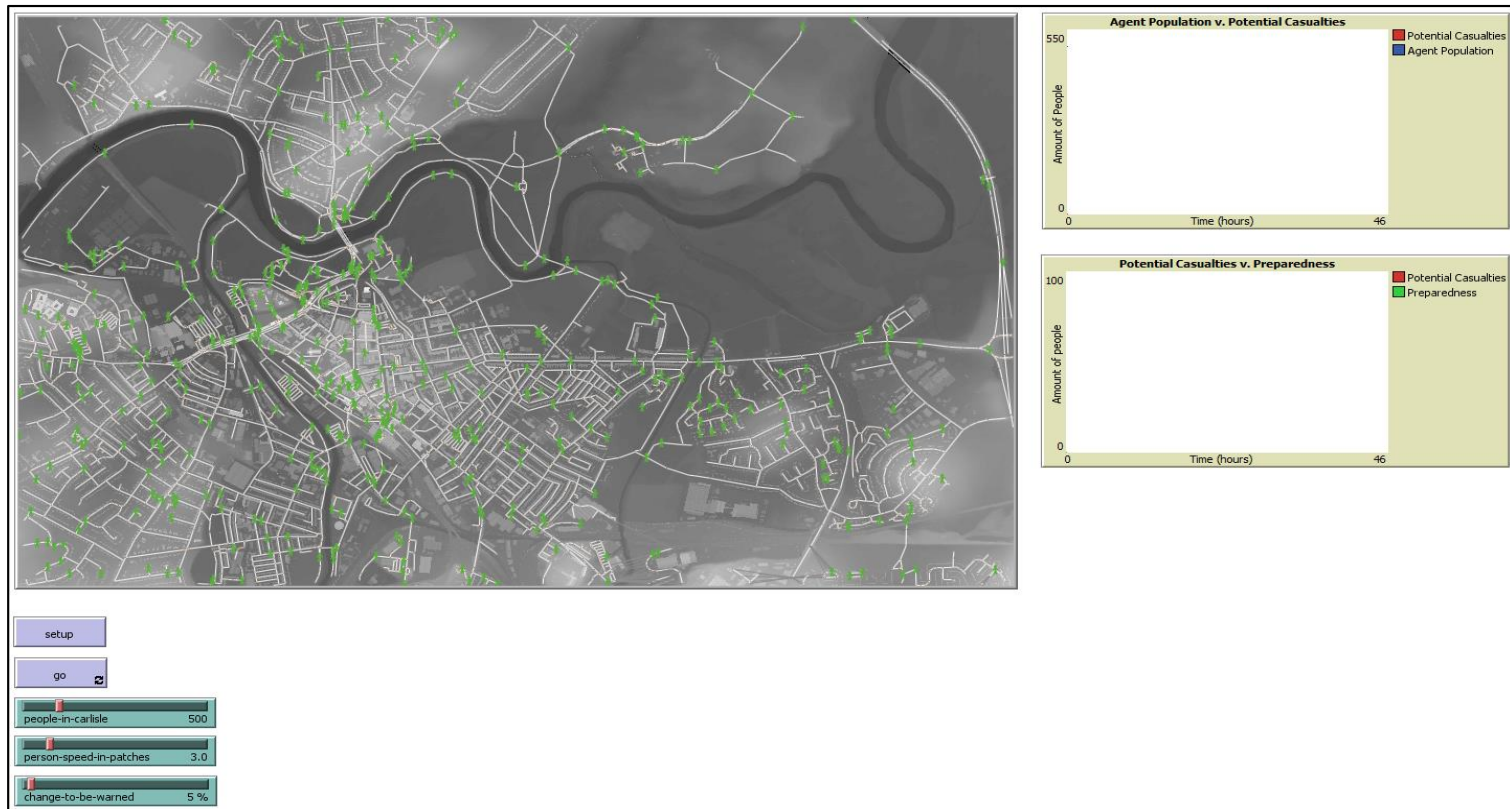 Agent Population v. Potential Casualties
550
Amount of People
0
0
Time (hours)
46
Potential Casualties
Agent Population
Potential Casualties v. Preparedness
100
Amount of people
0
0
Time (hours)
46
Potential Casualties
Preparedness
setup
go
people-in-carlisle 500
person-speed-in-patches 3.0
change-to-be-warned 5 %